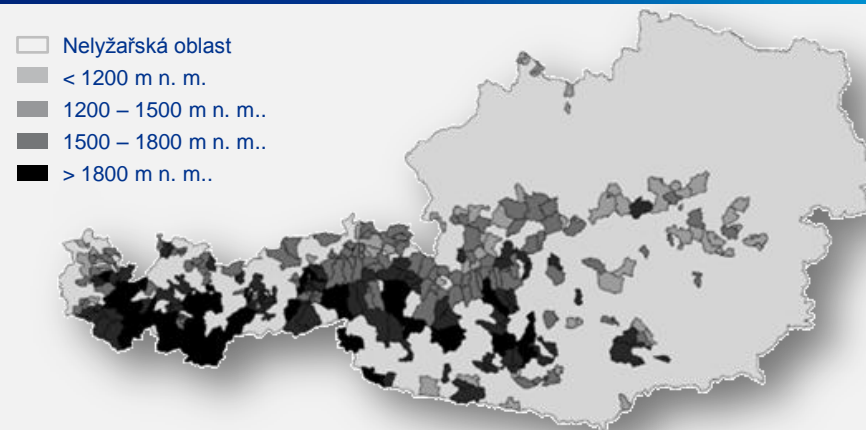 Nelyžařská oblast
< 1200 m n. m.
1200 – 1500 m n. m..
1500 – 1800 m n. m..
> 1800 m n. m..